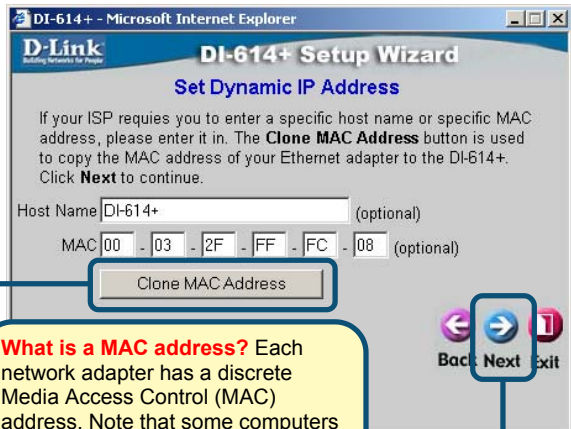 DI-614+ - Microsoft Internet Explorer
D-Link
Building Networks for People
DI-614+ Setup Wizard
Set Dynamic IP Address
If your ISP requies you to enter a specific host name or specific MAC
address, please enter it in. The Clone MAC Address button is used
to copy the MAC address of your Ethernet adapter to the DI-614+.
Click Next to continue.
Host Name DI-614+ (optional)
MAC 00 - 03 - 2F - FF - FC - 08 (optional)
Clone MAC Address
Back Next Exit
What is a MAC address? Each
network adapter has a discrete
Media Access Control (MAC)
address. Note that some computers